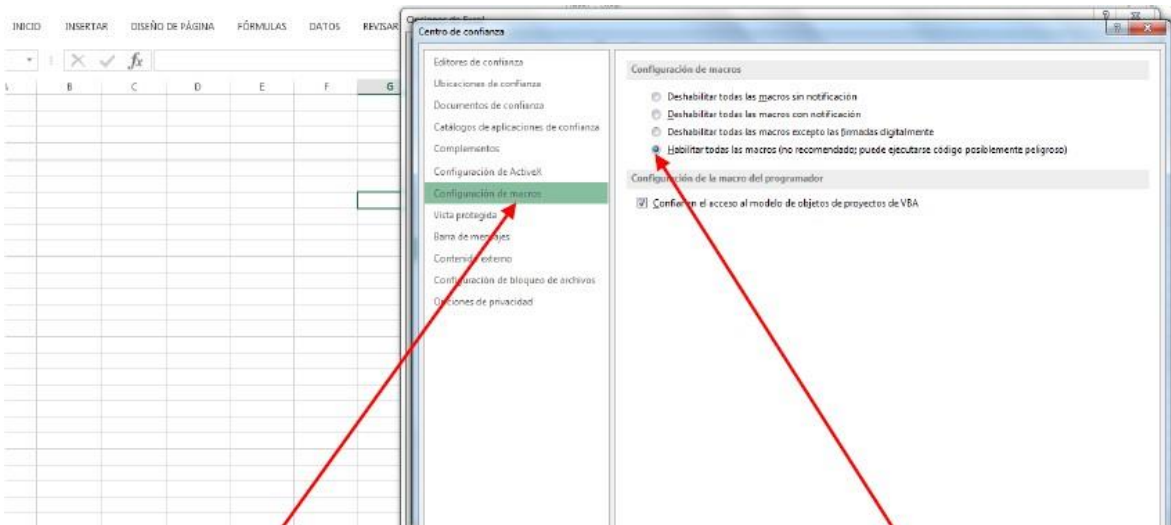 INICIO INSERTAR DISEÑO DE PÁGINA FÓRMULAS DATOS REVISAR
Opciones de Excel
Centro de confianza
fx
B C D E F G
Editores de confianza
Ubicaciones de confianza
Documentos de confianza
Catálogos de aplicaciones de confianza
Complementos
Configuración de ActiveX
Configuración de macros
Vista protegida
Barra de mensajes
Contenido externo
Configuración de bloqueo de archivos
Opciones de privacidad
Configuración de macros
Deshabilitar todas las macros sin notificación
Deshabilitar todas las macros con notificación
Deshabilitar todas las macros excepto las firmadas digitalmente
Habilitar todas las macros (no recomendado; puede ejecutarse código posiblemente peligroso)
Configuración de la macro del programador
Confiar en el acceso al modelo de objetos de proyectos de VBA